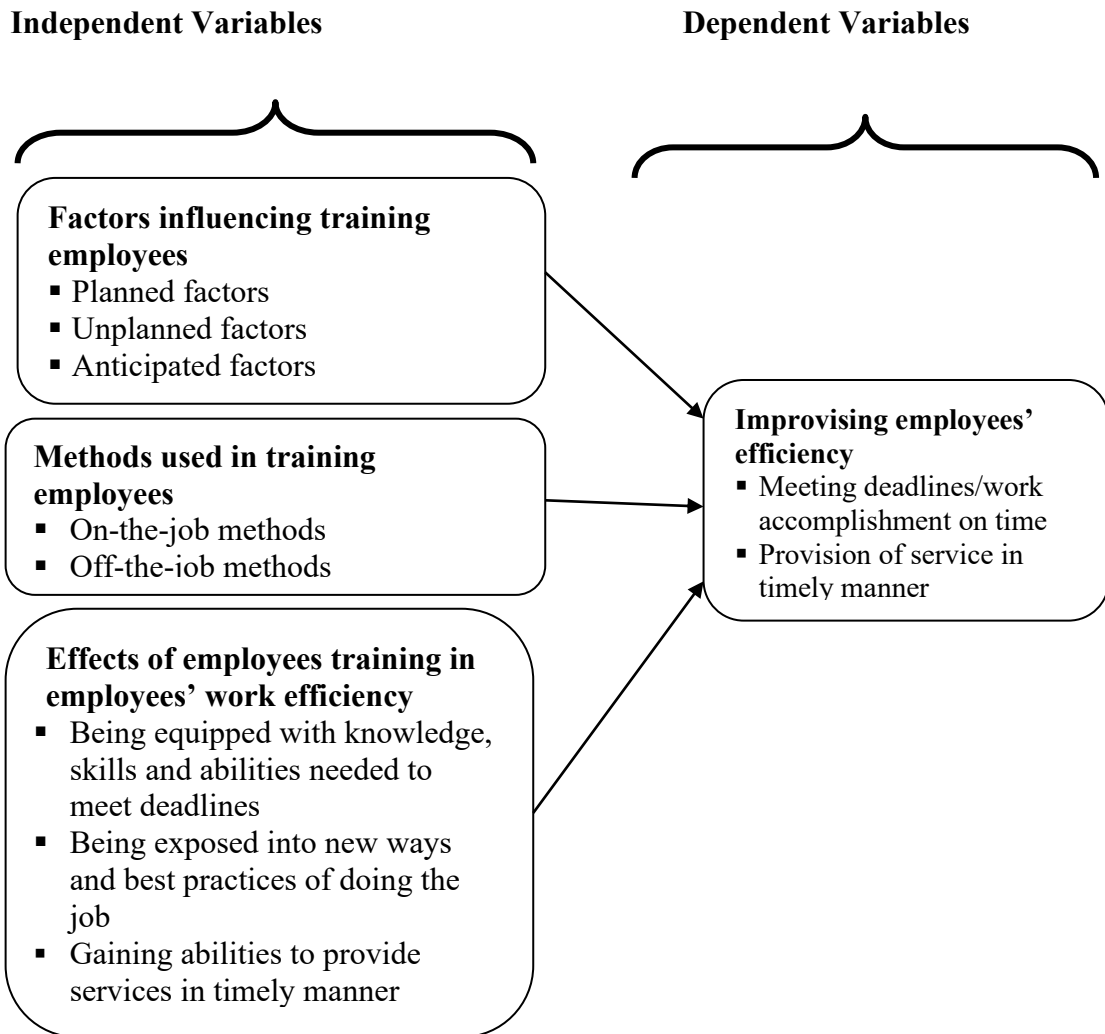 Independent Variables
Dependent Variables
Factors influencing training
employees
▪ Planned factors
▪ Unplanned factors
▪ Anticipated factors
Methods used in training
employees
▪ On-the-job methods
▪ Off-the-job methods
Effects of employees training in
employees’ work efficiency
▪ Being equipped with knowledge,
skills and abilities needed to
meet deadlines
▪ Being exposed into new ways
and best practices of doing the
job
▪ Gaining abilities to provide
services in timely manner
Improvising employees’
efficiency
▪ Meeting deadlines/work
accomplishment on time
▪ Provision of service in
timely manner